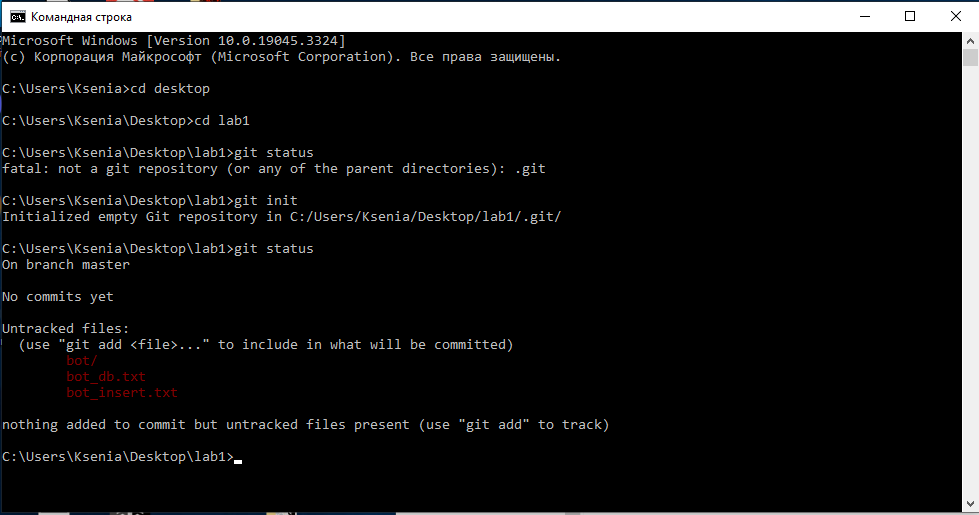 Командная строка
Microsoft Windows [Version 10.0.19045.3324]
(c) Корпорация Майкрософт (Microsoft Corporation). Все права защищены.
C:\Users\Ksenia>cd desktop
C:\Users\Ksenia\Desktop>cd lab1
C:\Users\Ksenia\Desktop\lab1>git status
fatal: not a git repository (or any of the parent directories): .git
C:\Users\Ksenia\Desktop\lab1>git init
Initialized empty Git repository in C:/Users/Ksenia/Desktop/lab1/.git/
C:\Users\Ksenia\Desktop\lab1>git status
On branch master
No commits yet
Untracked files:
  (use "git add <file>..." to include in what will be committed)
        bot/
        bot_db.txt
        bot_insert.txt
nothing added to commit but untracked files present (use "git add" to track)
C:\Users\Ksenia\Desktop\lab1>